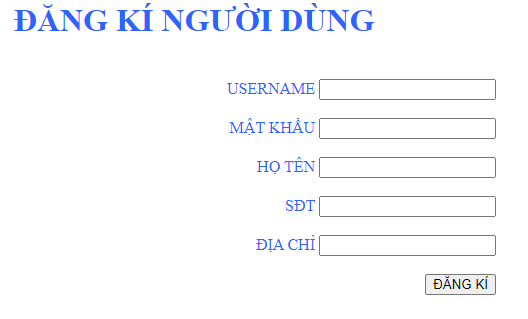 ĐĂNG KÍ NGƯỜI DÙNG
USERNAME
MẬT KHẨU
HỌ TÊN
SĐT
ĐỊA CHỈ
ĐĂNG KÍ